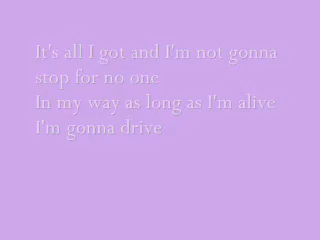 It's all I got and I'm not gonna
stop for no one
In my way as long as I'm alive
I'm gonna drive